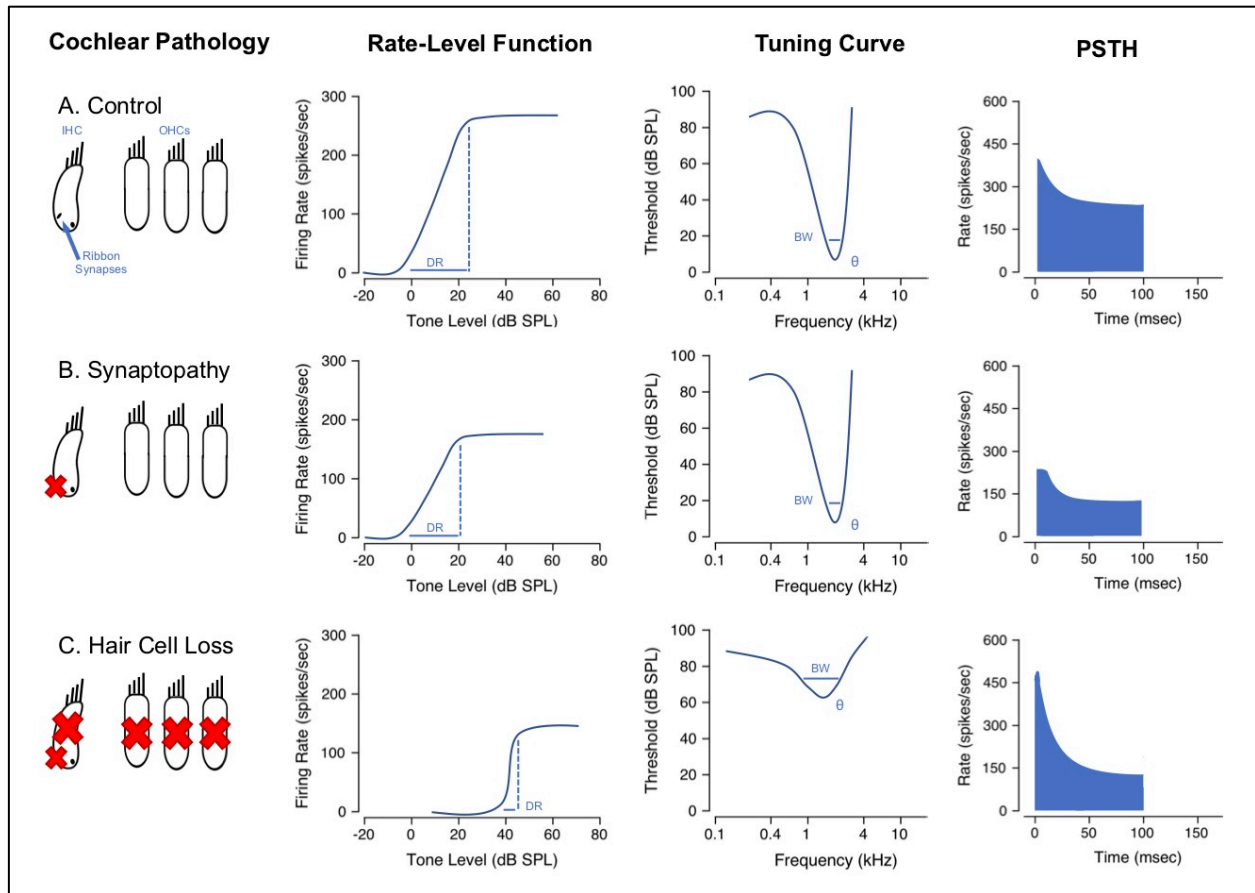 Cochlear Pathology
Rate-Level Function
Tuning Curve
PSTH
A. Control
IHC
OHCs
Ribbon
Synapses
Firing Rate (spikes/sec)
300
200
100
0
DR
-20 0 20 40 60 80
Tone Level (dB SPL)
Threshold (dB SPL)
100
80
60
40
20
0
BW
θ
0.1 0.4 1 4 10
Frequency (kHz)
Rate (spikes/sec)
600
450
300
150
0
0 50 100 150
Time (msec)
B. Synaptopathy
Firing Rate (spikes/sec)
300
200
100
0
DR
-20 0 20 40 60 80
Tone Level (dB SPL)
Threshold (dB SPL)
100
80
60
40
20
0
BW
θ
0.1 0.4 1 4 10
Frequency (kHz)
Rate (spikes/sec)
600
450
300
150
0
0 50 100 150
Time (msec)
C. Hair Cell Loss
Firing Rate (spikes/sec)
300
200
100
0
DR
-20 0 20 40 60 80
Tone Level (dB SPL)
Threshold (dB SPL)
100
80
60
40
20
0
BW
θ
0.1 0.4 1 4 10
Frequency (kHz)
Rate (spikes/sec)
600
450
300
150
0
0 50 100 150
Time (msec)